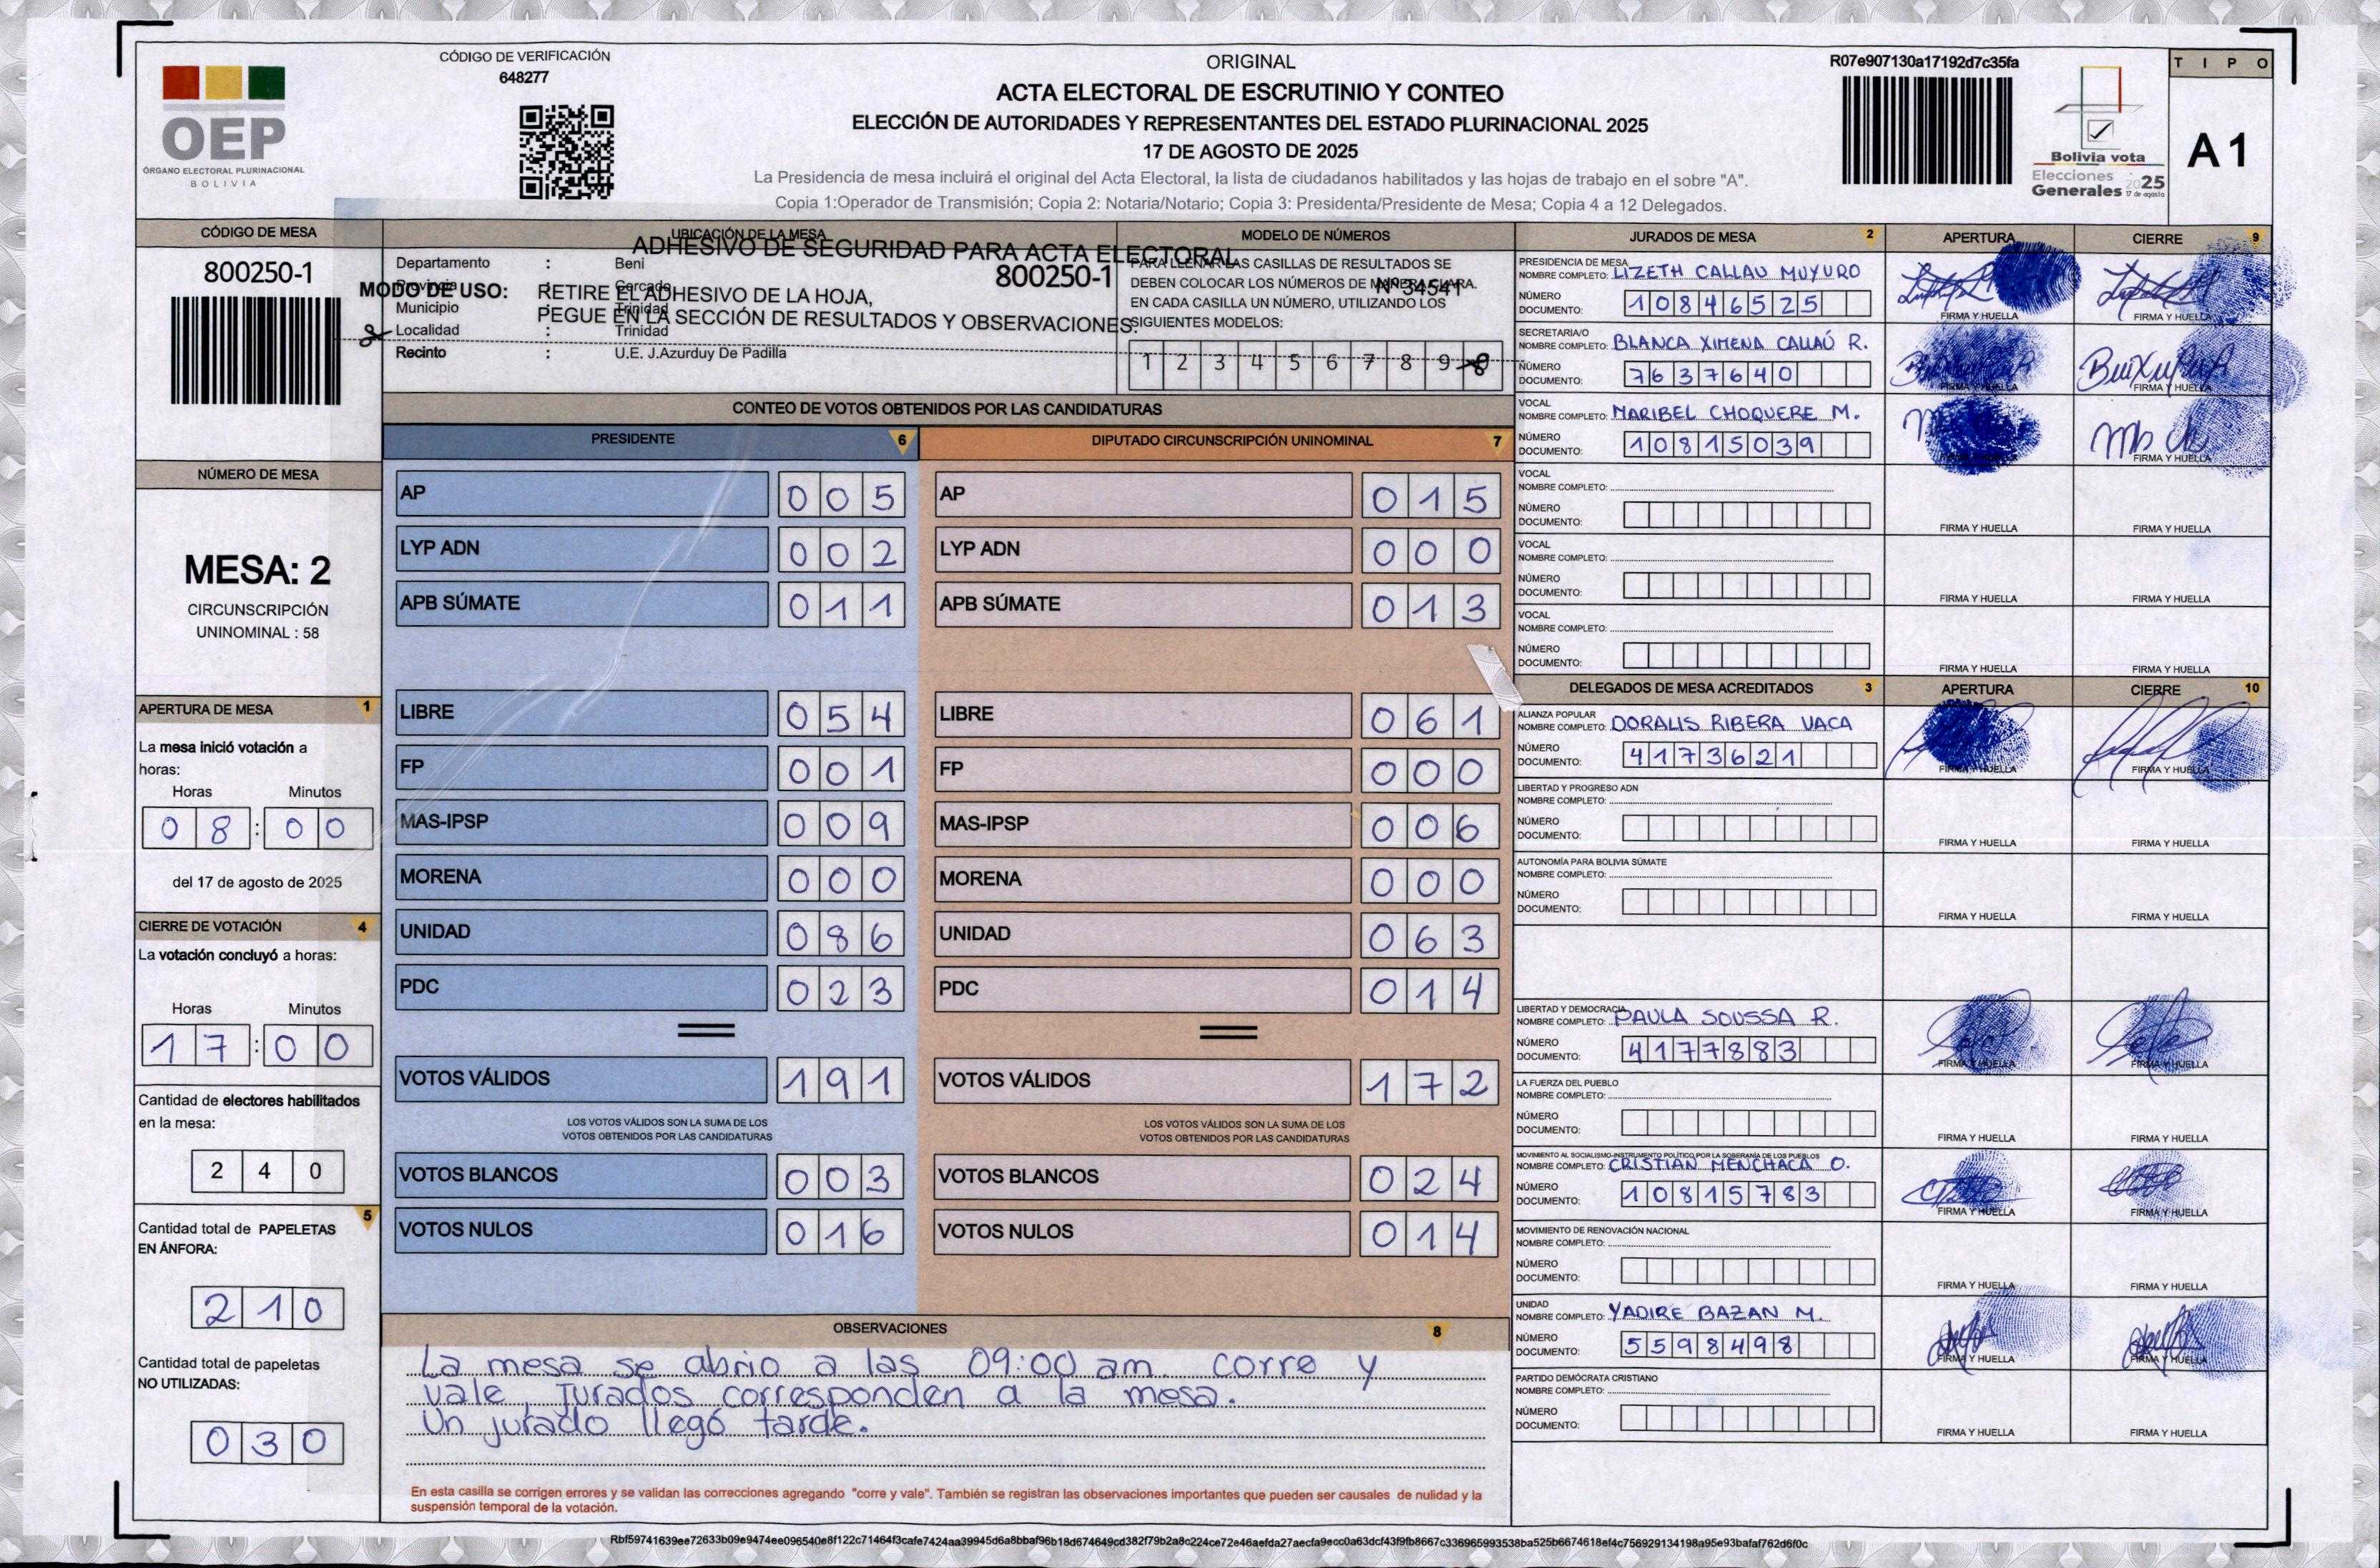 CÓDIGO DE VERIFICACIÓN
648277
OEP
ÓRGANO ELECTORAL PLURINACIONAL
BOLIVIA
ORIGINAL
ACTA ELECTORAL DE ESCRUTINIO Y CONTEO
ELECCIÓN DE AUTORIDADES Y REPRESENTANTES DEL ESTADO PLURINACIONAL 2025
17 DE AGOSTO DE 2025
La Presidencia de mesa incluirá el original del Acta Electoral, la lista de ciudadanos habilitados y las hojas de trabajo en el sobre "A".
Copia 1:Operador de Transmisión; Copia 2: Notaria/Notario; Copia 3: Presidenta/Presidente de Mesa; Copia 4 a 12 Delegados.
R07e907130a17192d7c35fa
Bolivia vota
Elecciones
Generales 2025
17 de agosto
TIPO
A 1
CÓDIGO DE MESA
800250-1
NÚMERO DE MESA
MESA: 2
CIRCUNSCRIPCIÓN
UNINOMINAL : 58
APERTURA DE MESA 1
La mesa inició votación a
horas:
Horas Minutos
08:00
del 17 de agosto de 2025
CIERRE DE VOTACIÓN 4
La votación concluyó a horas:
Horas Minutos
17:00
Cantidad de electores habilitados
en la mesa:
240
5
Cantidad total de PAPELETAS
EN ÁNFORA:
210
Cantidad total de papeletas
NO UTILIZADAS:
030
UBICACIÓN DE LA MESA
ADHESIVO DE SEGURIDAD PARA ACTA ELECTORAL
Departamento : Beni
Provincia : Cercado
Municipio : Trinidad
Localidad : Trinidad
Recinto : U.E. J.Azurduy De Padilla
MODO DE USO: RETIRE EL ADHESIVO DE LA HOJA,
PEGUE EN LA SECCIÓN DE RESULTADOS Y OBSERVACIONES.
800250-1
N° 34541
MODELO DE NÚMEROS
PARA LLENAR LAS CASILLAS DE RESULTADOS SE
DEBEN COLOCAR LOS NÚMEROS DE MANERA CLARA.
EN CADA CASILLA UN NÚMERO, UTILIZANDO LOS
SIGUIENTES MODELOS:
1 2 3 4 5 6 7 8 9 0
CONTEO DE VOTOS OBTENIDOS POR LAS CANDIDATURAS
PRESIDENTE 6
AP 005
LYP ADN 002
APB SÚMATE 011
LIBRE 054
FP 001
MAS-IPSP 009
MORENA 000
UNIDAD 086
PDC 023
VOTOS VÁLIDOS 191
LOS VOTOS VÁLIDOS SON LA SUMA DE LOS
VOTOS OBTENIDOS POR LAS CANDIDATURAS
VOTOS BLANCOS 003
VOTOS NULOS 016
DIPUTADO CIRCUNSCRIPCIÓN UNINOMINAL 7
AP 015
LYP ADN 000
APB SÚMATE 013
LIBRE 061
FP 000
MAS-IPSP 006
MORENA 000
UNIDAD 063
PDC 014
VOTOS VÁLIDOS 172
LOS VOTOS VÁLIDOS SON LA SUMA DE LOS
VOTOS OBTENIDOS POR LAS CANDIDATURAS
VOTOS BLANCOS 024
VOTOS NULOS 014
OBSERVACIONES 8
La mesa se abrio a las 09:00 am. corre y
vale, Jurados corresponden a la mesa.
Un jurado llegó tarde.
En esta casilla se corrigen errores y se validan las correcciones agregando "corre y vale". También se registran las observaciones importantes que pueden ser causales de nulidad y la
suspensión temporal de la votación.
JURADOS DE MESA 2 APERTURA CIERRE 9
PRESIDENCIA DE MESA
NOMBRE COMPLETO: LIZETH CALLAU MUYURO
NÚMERO
DOCUMENTO: 10846525
FIRMA Y HUELLA FIRMA Y HUELLA
SECRETARIA/O
NOMBRE COMPLETO: BLANCA XIMENA CALLAÚ R.
NÚMERO
DOCUMENTO: 7637640
FIRMA Y HUELLA FIRMA Y HUELLA
VOCAL
NOMBRE COMPLETO: MARIBEL CHOQUERE M.
NÚMERO
DOCUMENTO: 10815039
FIRMA Y HUELLA FIRMA Y HUELLA
VOCAL
NOMBRE COMPLETO:
NÚMERO
DOCUMENTO:
FIRMA Y HUELLA FIRMA Y HUELLA
VOCAL
NOMBRE COMPLETO:
NÚMERO
DOCUMENTO:
FIRMA Y HUELLA FIRMA Y HUELLA
VOCAL
NOMBRE COMPLETO:
NÚMERO
DOCUMENTO:
FIRMA Y HUELLA FIRMA Y HUELLA
DELEGADOS DE MESA ACREDITADOS 3 APERTURA CIERRE 10
ALIANZA POPULAR
NOMBRE COMPLETO: DORALIS RIBERA VACA
NÚMERO
DOCUMENTO: 4173621
FIRMA Y HUELLA FIRMA Y HUELLA
LIBERTAD Y PROGRESO ADN
NOMBRE COMPLETO:
NÚMERO
DOCUMENTO:
FIRMA Y HUELLA FIRMA Y HUELLA
AUTONOMÍA PARA BOLIVIA SÚMATE
NOMBRE COMPLETO:
NÚMERO
DOCUMENTO:
FIRMA Y HUELLA FIRMA Y HUELLA
LIBERTAD Y DEMOCRACIA
NOMBRE COMPLETO: PAULA SOUSSA R.
NÚMERO
DOCUMENTO: 4177883
FIRMA Y HUELLA FIRMA Y HUELLA
LA FUERZA DEL PUEBLO
NOMBRE COMPLETO:
NÚMERO
DOCUMENTO:
FIRMA Y HUELLA FIRMA Y HUELLA
MOVIMIENTO AL SOCIALISMO-INSTRUMENTO POLÍTICO POR LA SOBERANÍA DE LOS PUEBLOS
NOMBRE COMPLETO: CRISTIAN MENCHACA O.
NÚMERO
DOCUMENTO: 10815783
FIRMA Y HUELLA FIRMA Y HUELLA
MOVIMIENTO DE RENOVACIÓN NACIONAL
NOMBRE COMPLETO:
NÚMERO
DOCUMENTO:
FIRMA Y HUELLA FIRMA Y HUELLA
UNIDAD
NOMBRE COMPLETO: YADIRE BAZAN M.
NÚMERO
DOCUMENTO: 5598498
FIRMA Y HUELLA FIRMA Y HUELLA
PARTIDO DEMÓCRATA CRISTIANO
NOMBRE COMPLETO:
NÚMERO
DOCUMENTO:
FIRMA Y HUELLA FIRMA Y HUELLA